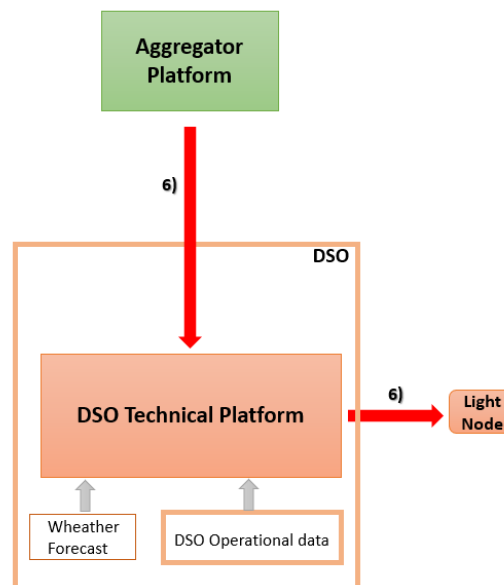 Aggregator
Platform
6)
DSO
DSO Technical Platform
6)
Light
Node
Wheather
Forecast
DSO Operational data